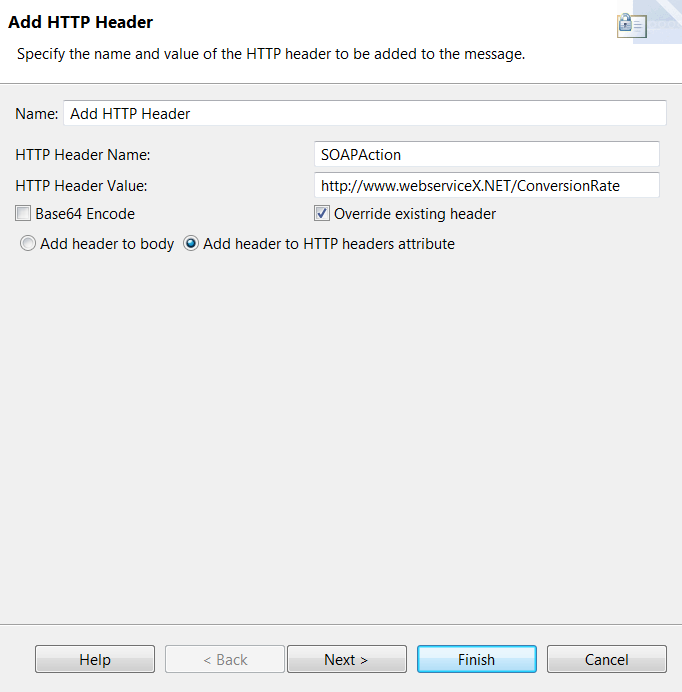 Add HTTP Header
Specify the name and value of the HTTP header to be added to the message.
Name: Add HTTP Header
HTTP Header Name: SOAPAction
HTTP Header Value: http://www.webserviceX.NET/ConversionRate
Base64 Encode Override existing header
Add header to body Add header to HTTP headers attribute
Help < Back Next > Finish Cancel